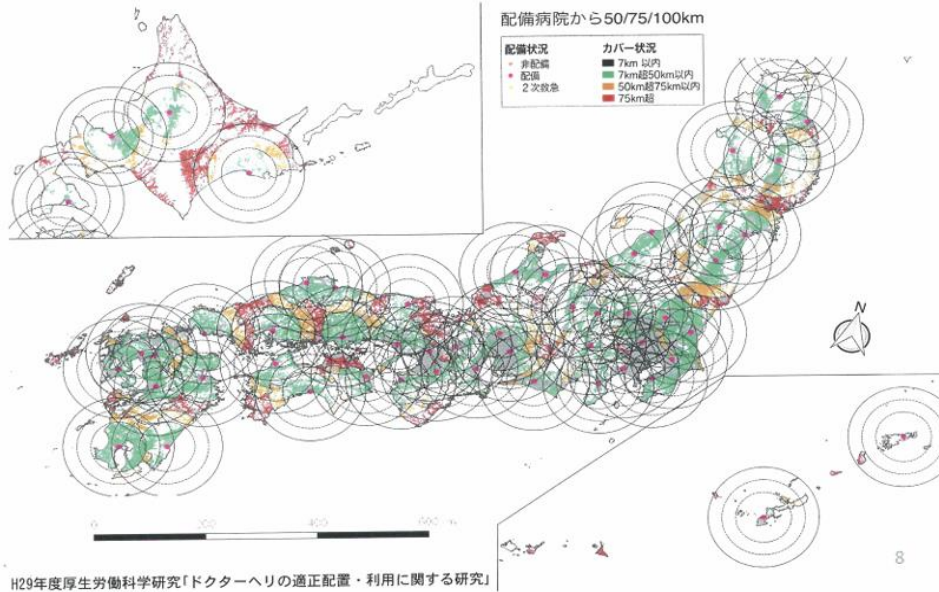 配備病院から50/75/100km
配備状況
非配備
配備
2次救急
カバー状況
7km 以内
7km超50km以内
50km超75km以内
75km超
N
0
200
400
8
H29年度厚生労働科学研究「ドクターヘリの適正配置・利用に関する研究」